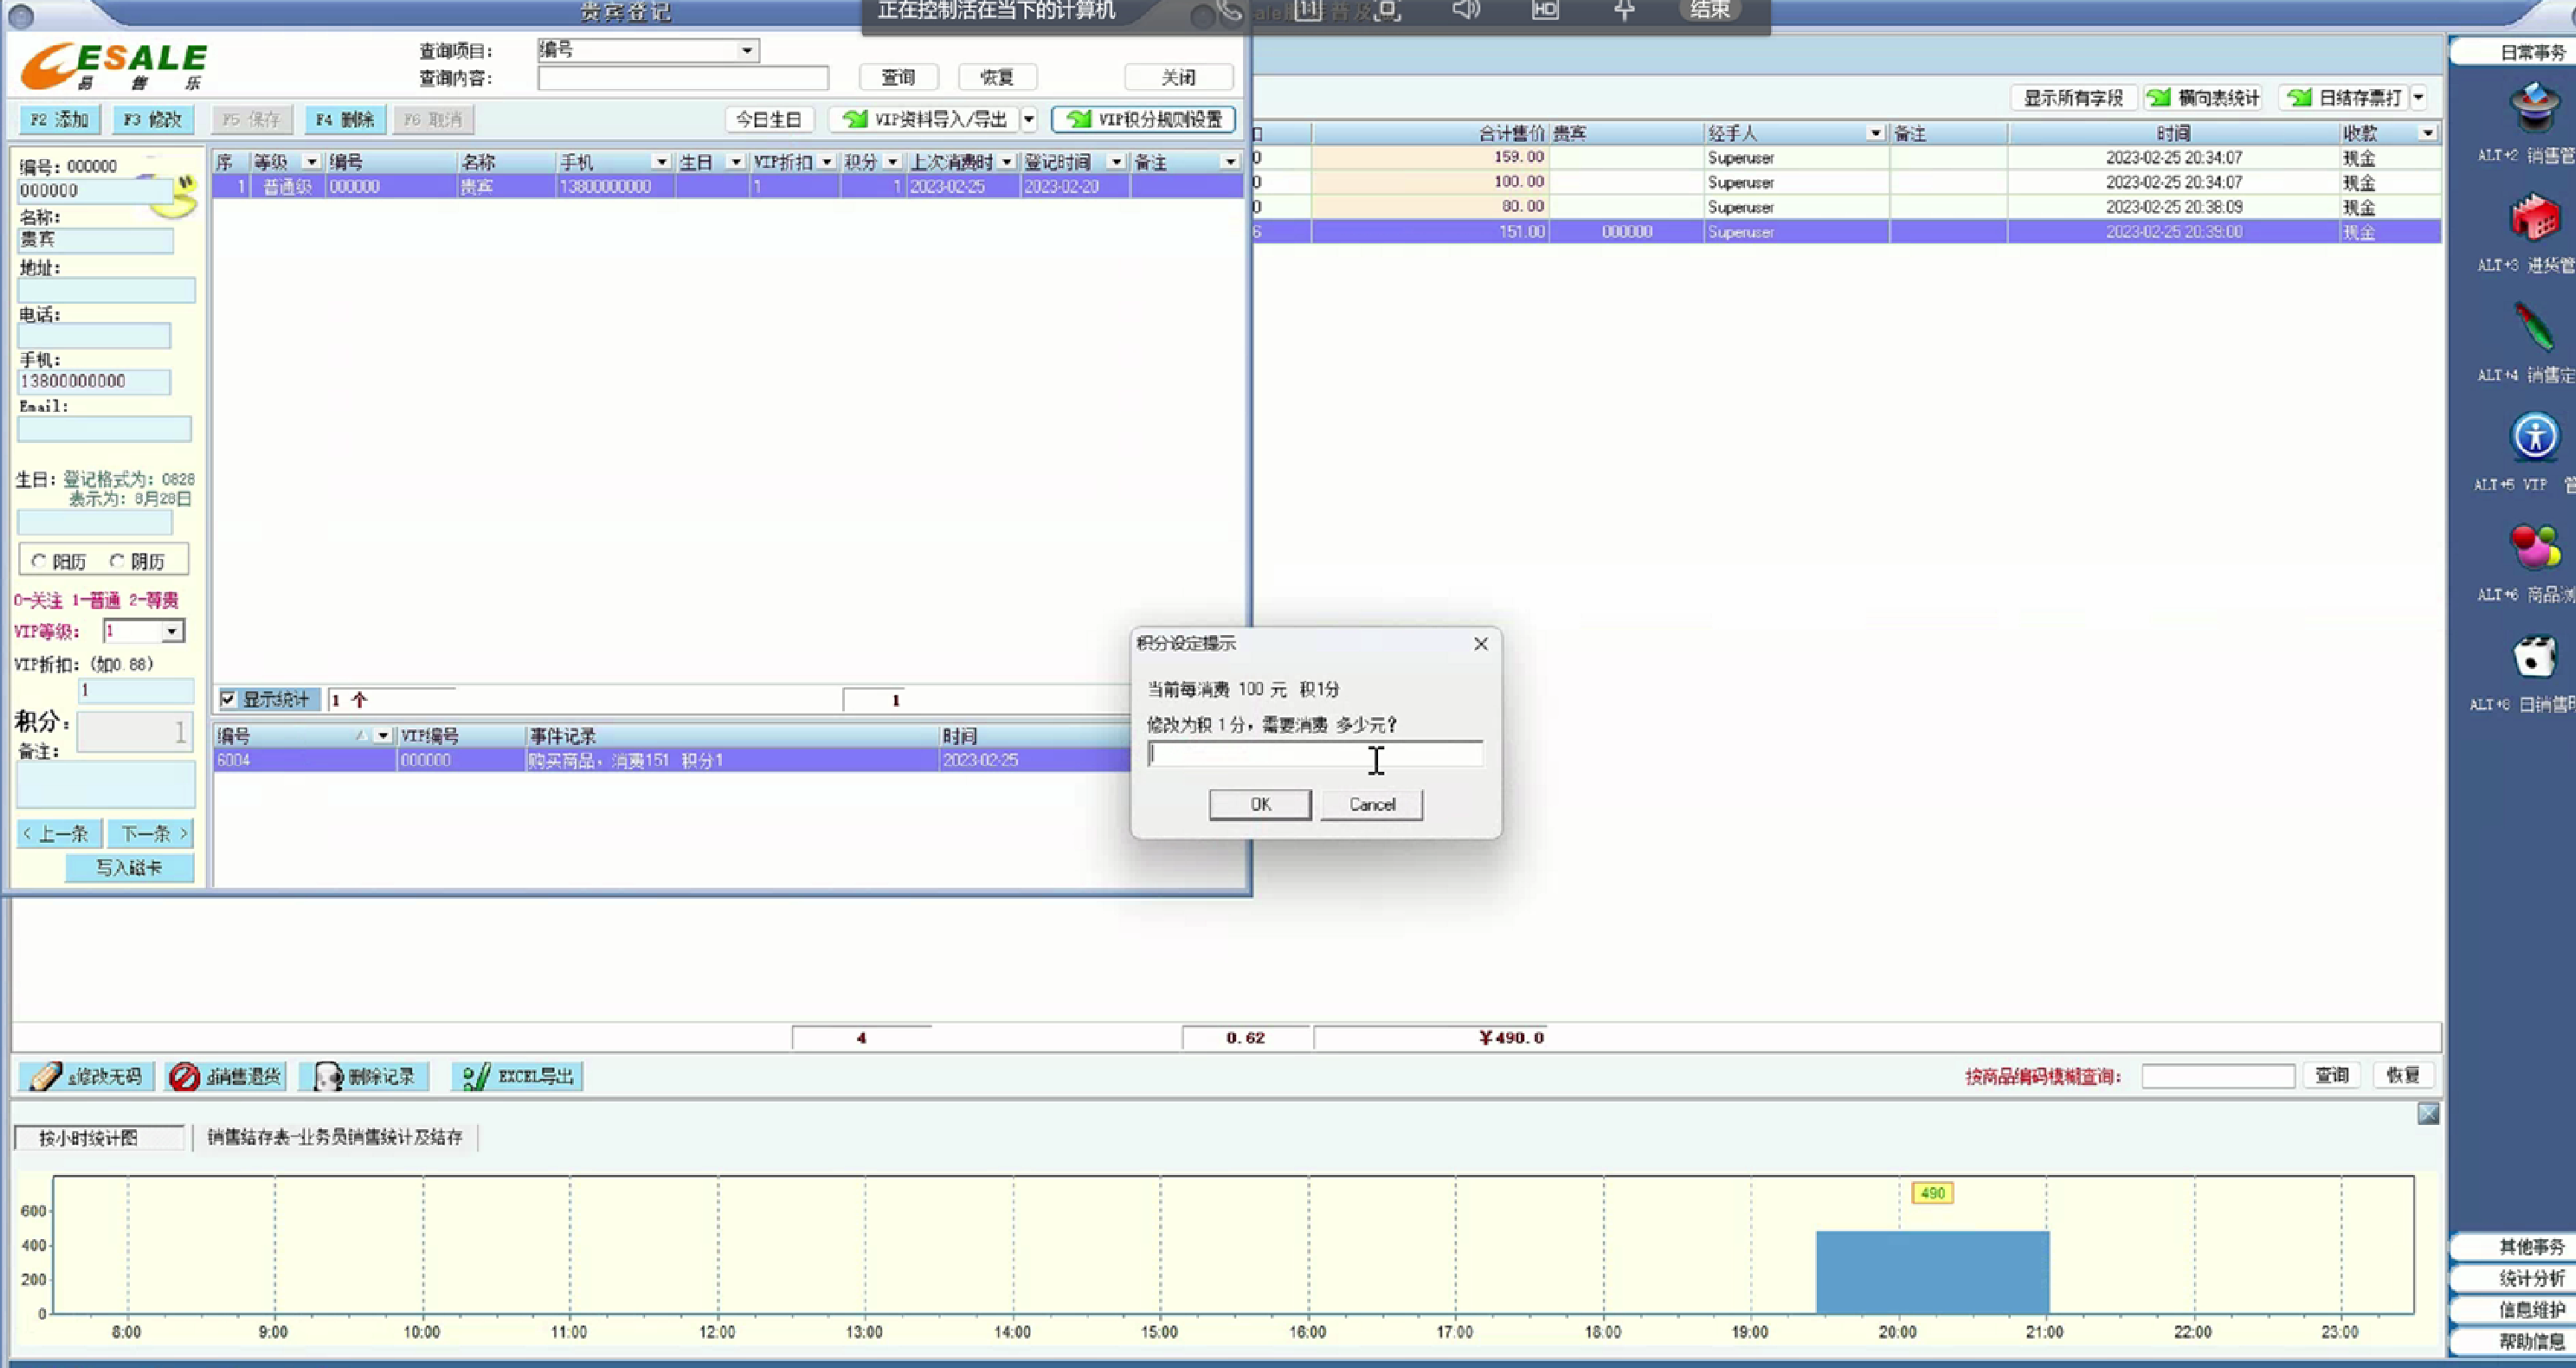 贵宾登记
正在控制活在当下的计算机
1:1
HD
结束
ESALE
易 售 乐
查询项目:
编号
查询内容:
查询
恢复
关闭
F2 添加
F3 修改
F5 保存
F4 删除
F6 取消
今日生日
VIP资料导入/导出
VIP积分规则设置
编号: 000000
000000
名称:
贵宾
地址:
电话:
手机:
13800000000
Email:
生日: 登记格式为: 0828
表示为: 8月28日
阳历 阴历
0-关注 1-普通 2-尊贵
VIP等级: 1
VIP折扣: (如0.88)
1
积分: 1
备注:
< 上一条 下一条 >
写入磁卡
序 等级 编号 名称 手机 生日 VIP折扣 积分 上次消费时 登记时间 备注
1 普通级 000000 贵宾 13800000000 1 1 2023-02-25 2023-02-20
显示统计 1 个 1
编号 VIP编号 事件记录 时间
6004 000000 购买商品, 消费151 积分1 2023-02-25
显示所有字段
横向表统计
日结存票打
合计售价 贵宾 经手人 备注 时间 收款
0 159.00 Superuser 2023-02-25 20:34:07 现金
0 100.00 Superuser 2023-02-25 20:34:07 现金
0 80.00 Superuser 2023-02-25 20:38:09 现金
6 151.00 000000 Superuser 2023-02-25 20:39:00 现金
积分设定提示
当前每消费 100 元 积1分
修改为积 1 分, 需要消费 多少元?
OK
Cancel
4 0.62 ¥490.0
修改无码
销售退货
删除记录
EXCEL导出
按商品编码模糊查询:
查询
恢复
按小时统计图
销售结存表-业务员销售统计及结存
490
600
400
200
0
8:00 9:00 10:00 11:00 12:00 13:00 14:00 15:00 16:00 17:00 18:00 19:00 20:00 21:00 22:00 23:00
日常事务
ALT+2 销售管
ALT+3 进货管
ALT+4 销售定
ALT+5 VIP 管
ALT+6 商品浏
ALT+8 日销售
其他事务
统计分析
信息维护
帮助信息